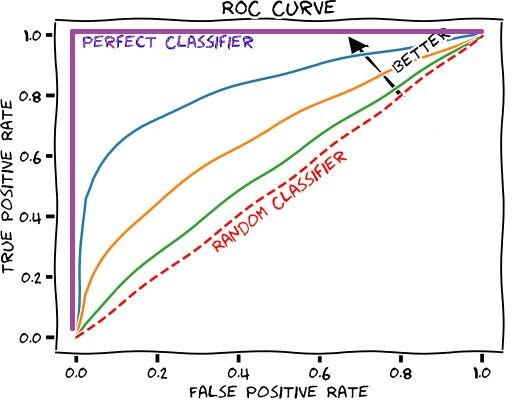 ROC CURVE
PERFECT CLASSIFIER
BETTER
RANDOM CLASSIFIER
TRUE POSITIVE RATE
1.0
0.8
0.6
0.4
0.2
0.0
0.0 0.2 0.4 0.6 0.8 1.0
FALSE POSITIVE RATE